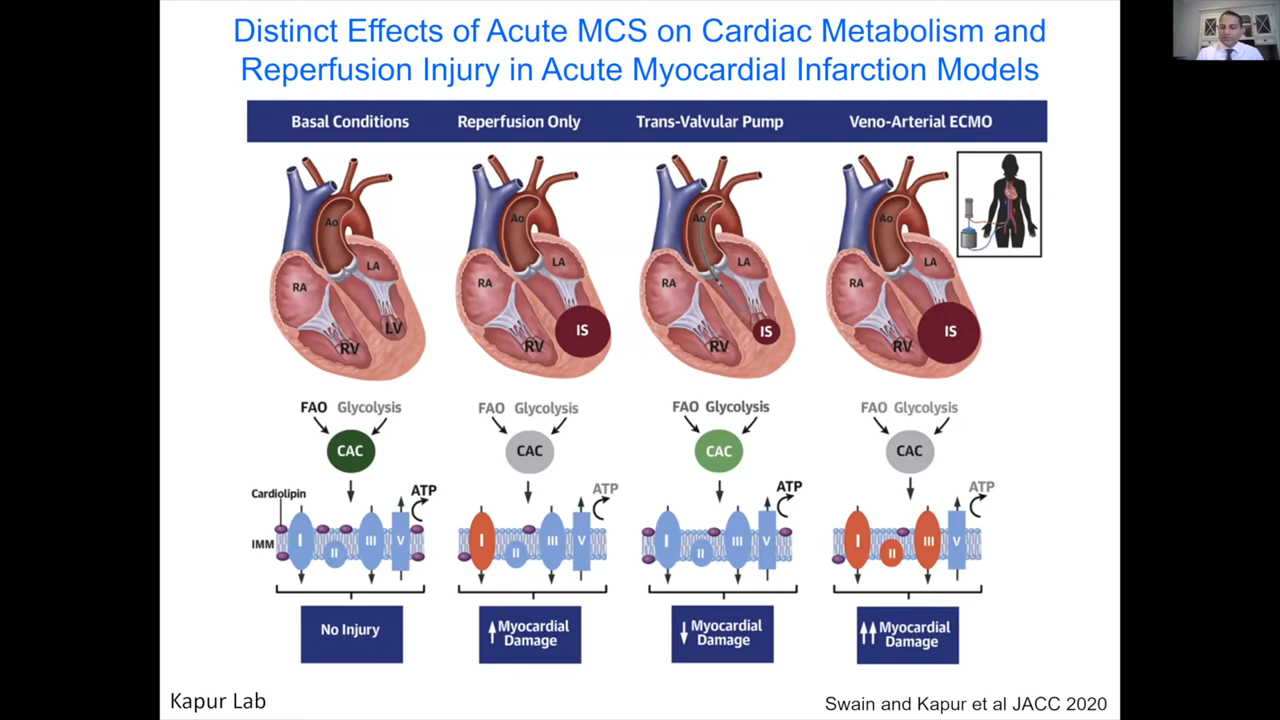 Distinct Effects of Acute MCS on Cardiac Metabolism and
Reperfusion Injury in Acute Myocardial Infarction Models
Basal Conditions
Reperfusion Only
Trans-Valvular Pump
Veno-Arterial ECMO
Ao
LA
RA
LV
RV
Ao
LA
RA
IS
RV
Ao
LA
RA
IS
RV
Ao
LA
RA
IS
RV
FAO Glycolysis
CAC
FAO Glycolysis
CAC
FAO Glycolysis
CAC
FAO Glycolysis
CAC
Cardiolipin
IMM
ATP
I
II
III
V
ATP
I
II
III
V
ATP
I
II
III
V
ATP
I
II
III
V
No Injury
↑ Myocardial
Damage
↓ Myocardial
Damage
↑↑ Myocardial
Damage
Kapur Lab
Swain and Kapur et al JACC 2020